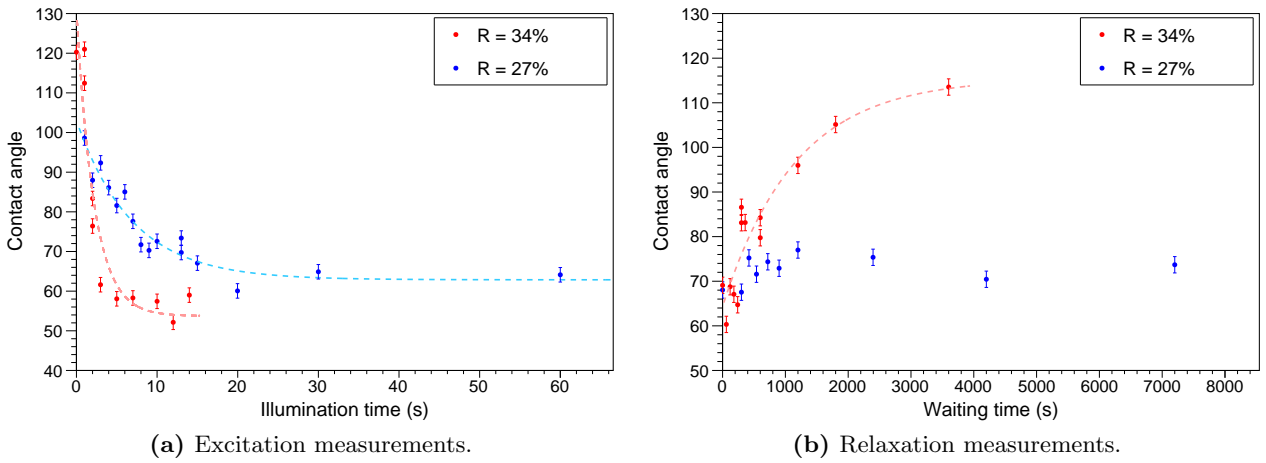 130
120
110
100
90
80
70
60
50
40
Contact angle
R = 34%
R = 27%
0 10 20 30 40 50 60
Illumination time (s)
(a) Excitation measurements.
130
120
110
100
90
80
70
60
50
Contact angle
R = 34%
R = 27%
0 1000 2000 3000 4000 5000 6000 7000 8000
Waiting time (s)
(b) Relaxation measurements.